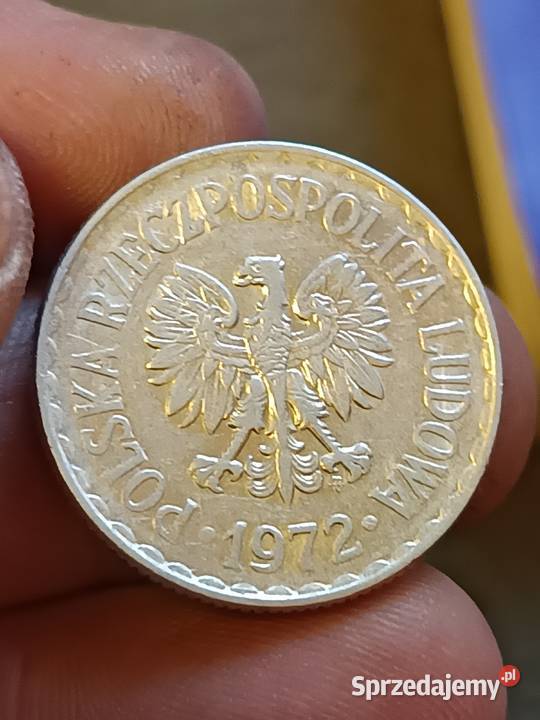 POLSKA RZECZPOSPOLITA LUDOWA
· 1972 ·
Sprzedajemy.pl